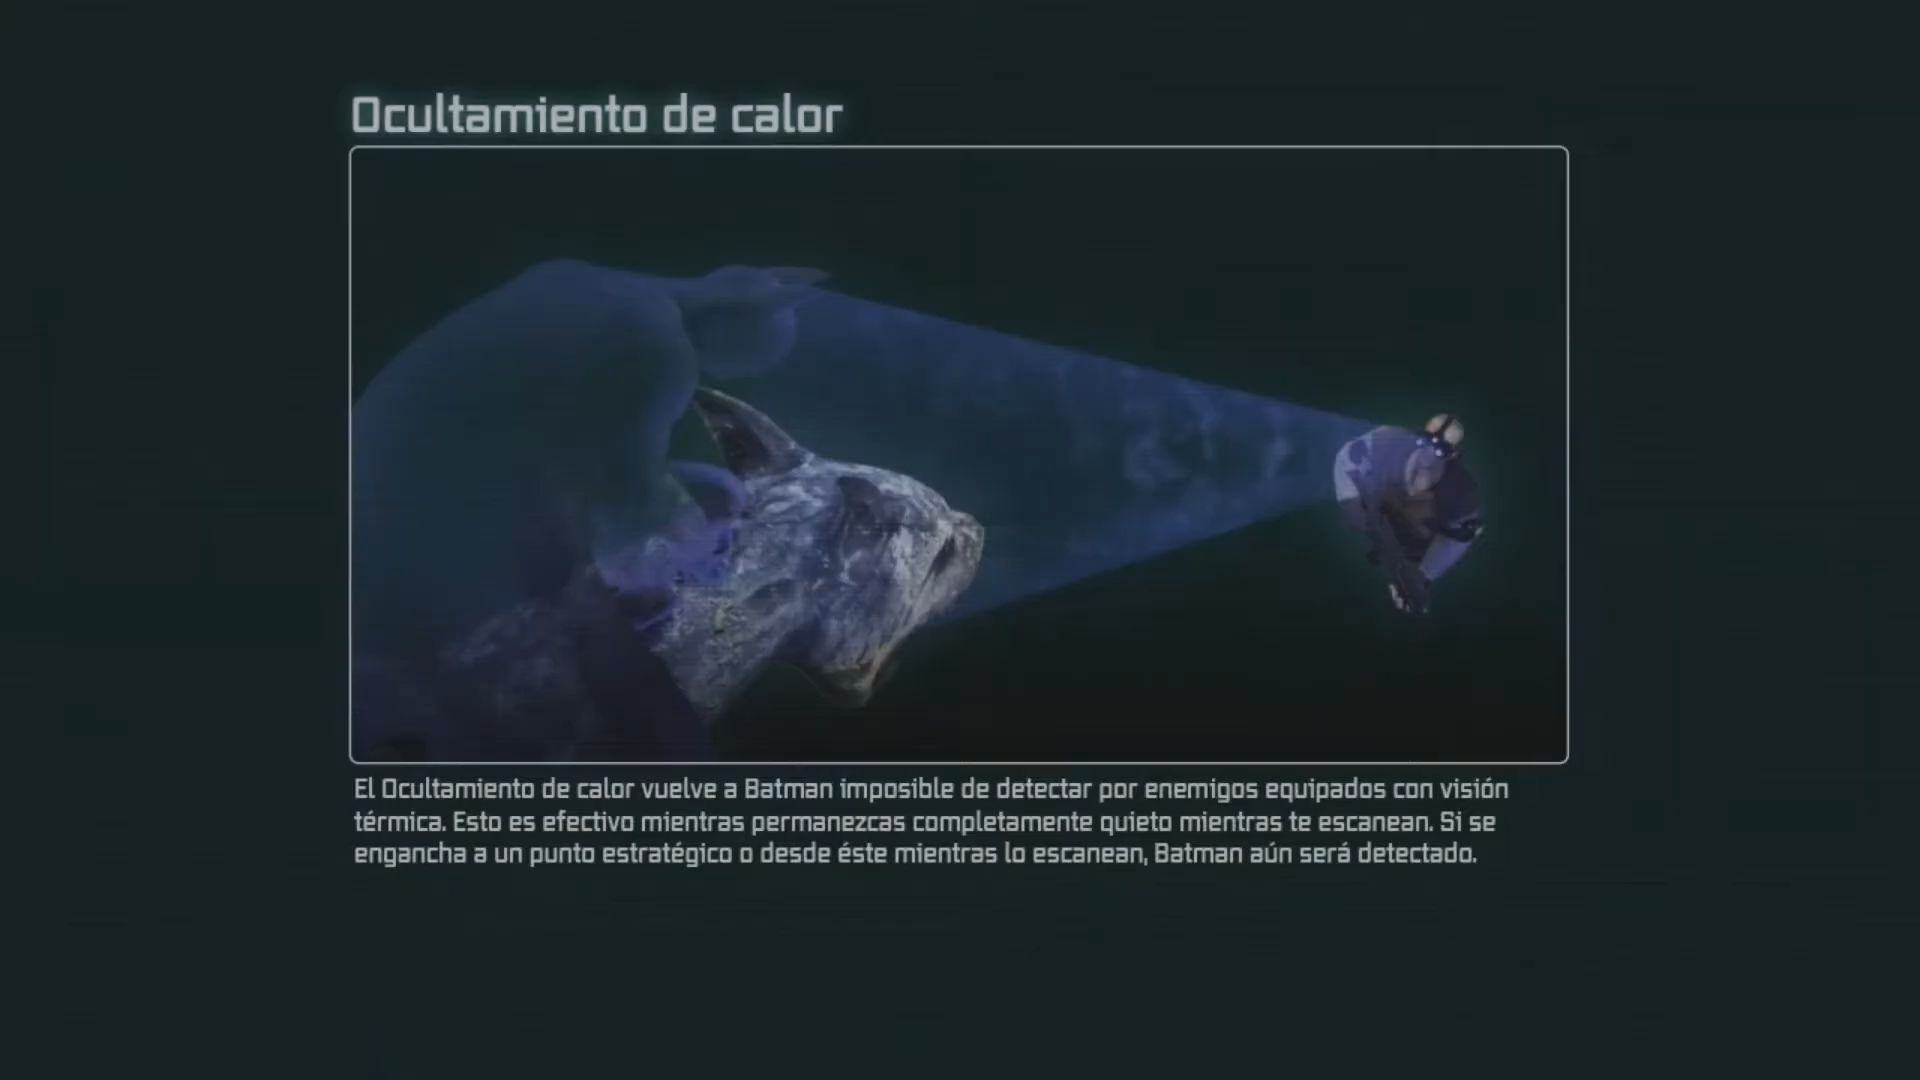 Ocultamiento de calor
El Ocultamiento de calor vuelve a Batman imposible de detectar por enemigos equipados con visión
térmica. Esto es efectivo mientras permanezcas completamente quieto mientras te escanean. Si se
engancha a un punto estratégico o desde éste mientras lo escanean, Batman aún será detectado.